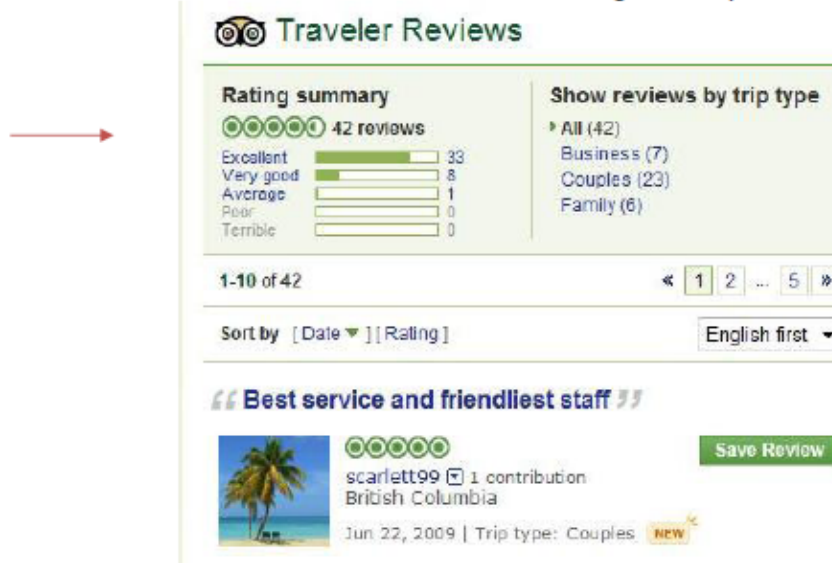 Traveler Reviews
Rating summary
42 reviews
Excellent 33
Very good 8
Average 1
Poor 0
Terrible 0
Show reviews by trip type
All (42)
Business (7)
Couples (23)
Family (6)
1-10 of 42
« 1 2 ... 5 »
Sort by [ Date ▼ ] [ Rating ]
English first
“ Best service and friendliest staff ”
scarlett99 1 contribution
British Columbia
Jun 22, 2009 | Trip type: Couples NEW
Save Review